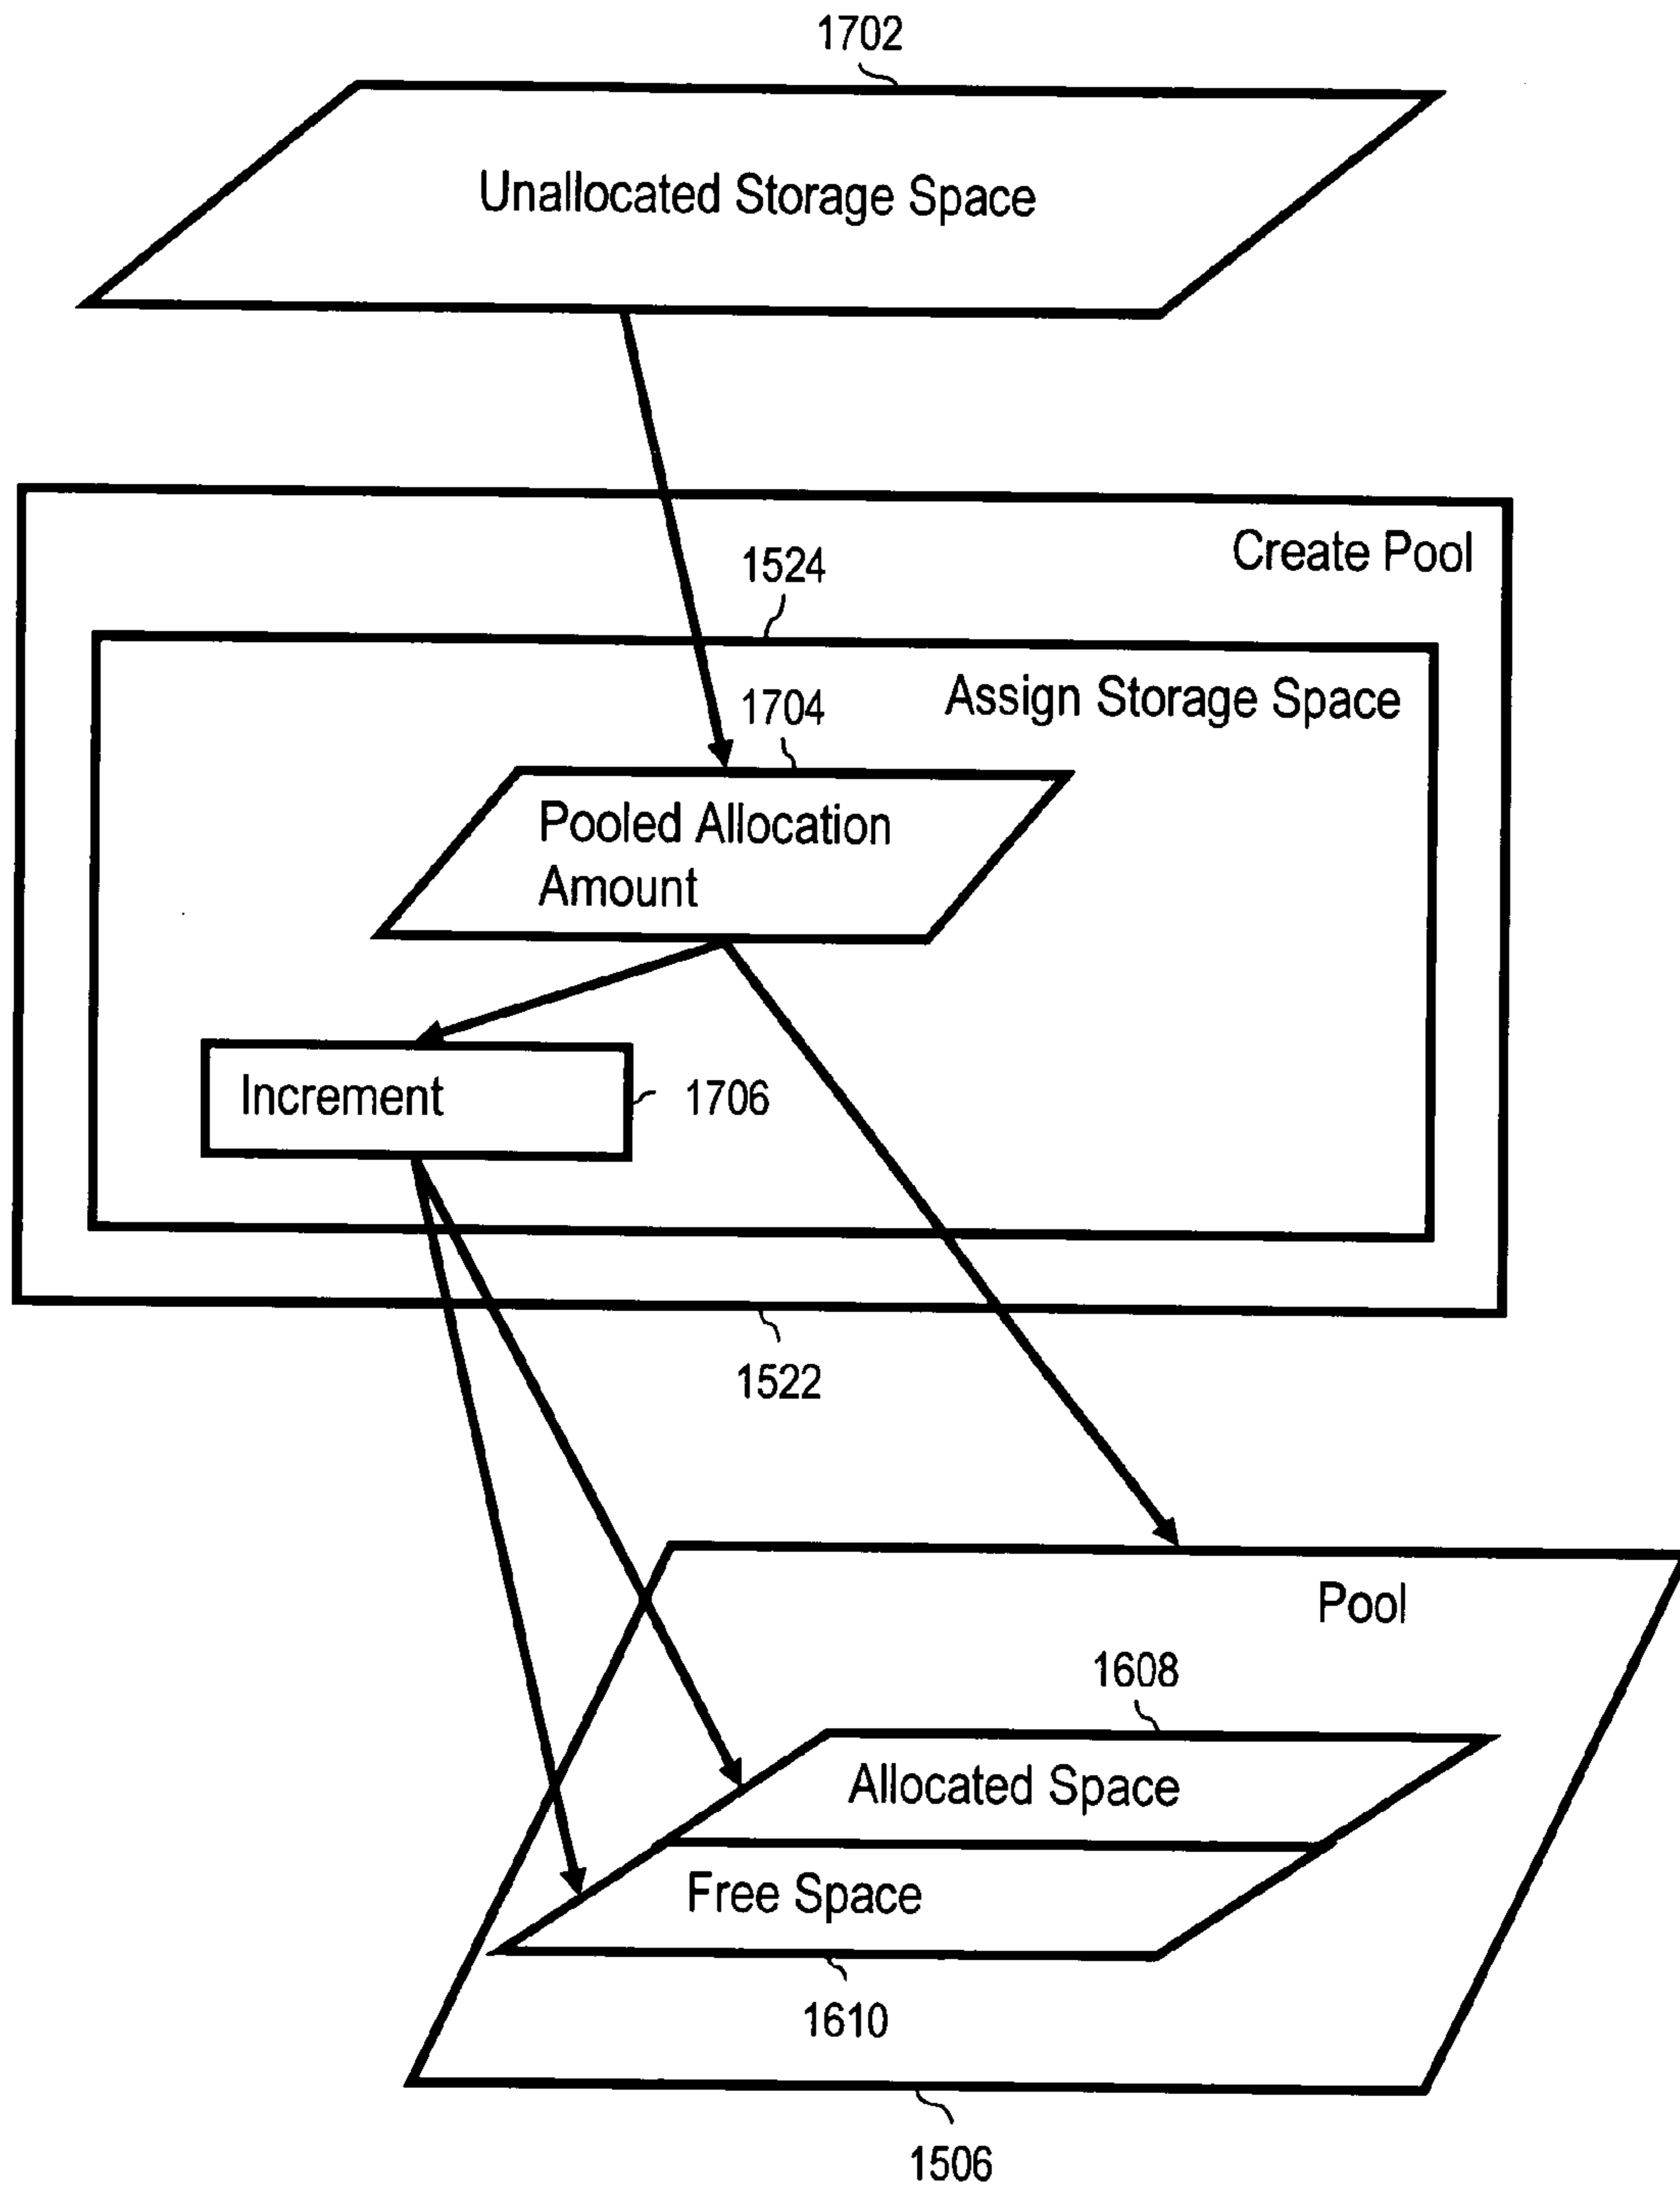 1702
Unallocated Storage Space
Create Pool
1524
Assign Storage Space
1704
Pooled Allocation
Amount
Increment
1706
1522
Pool
1608
Allocated Space
Free Space
1610
1506